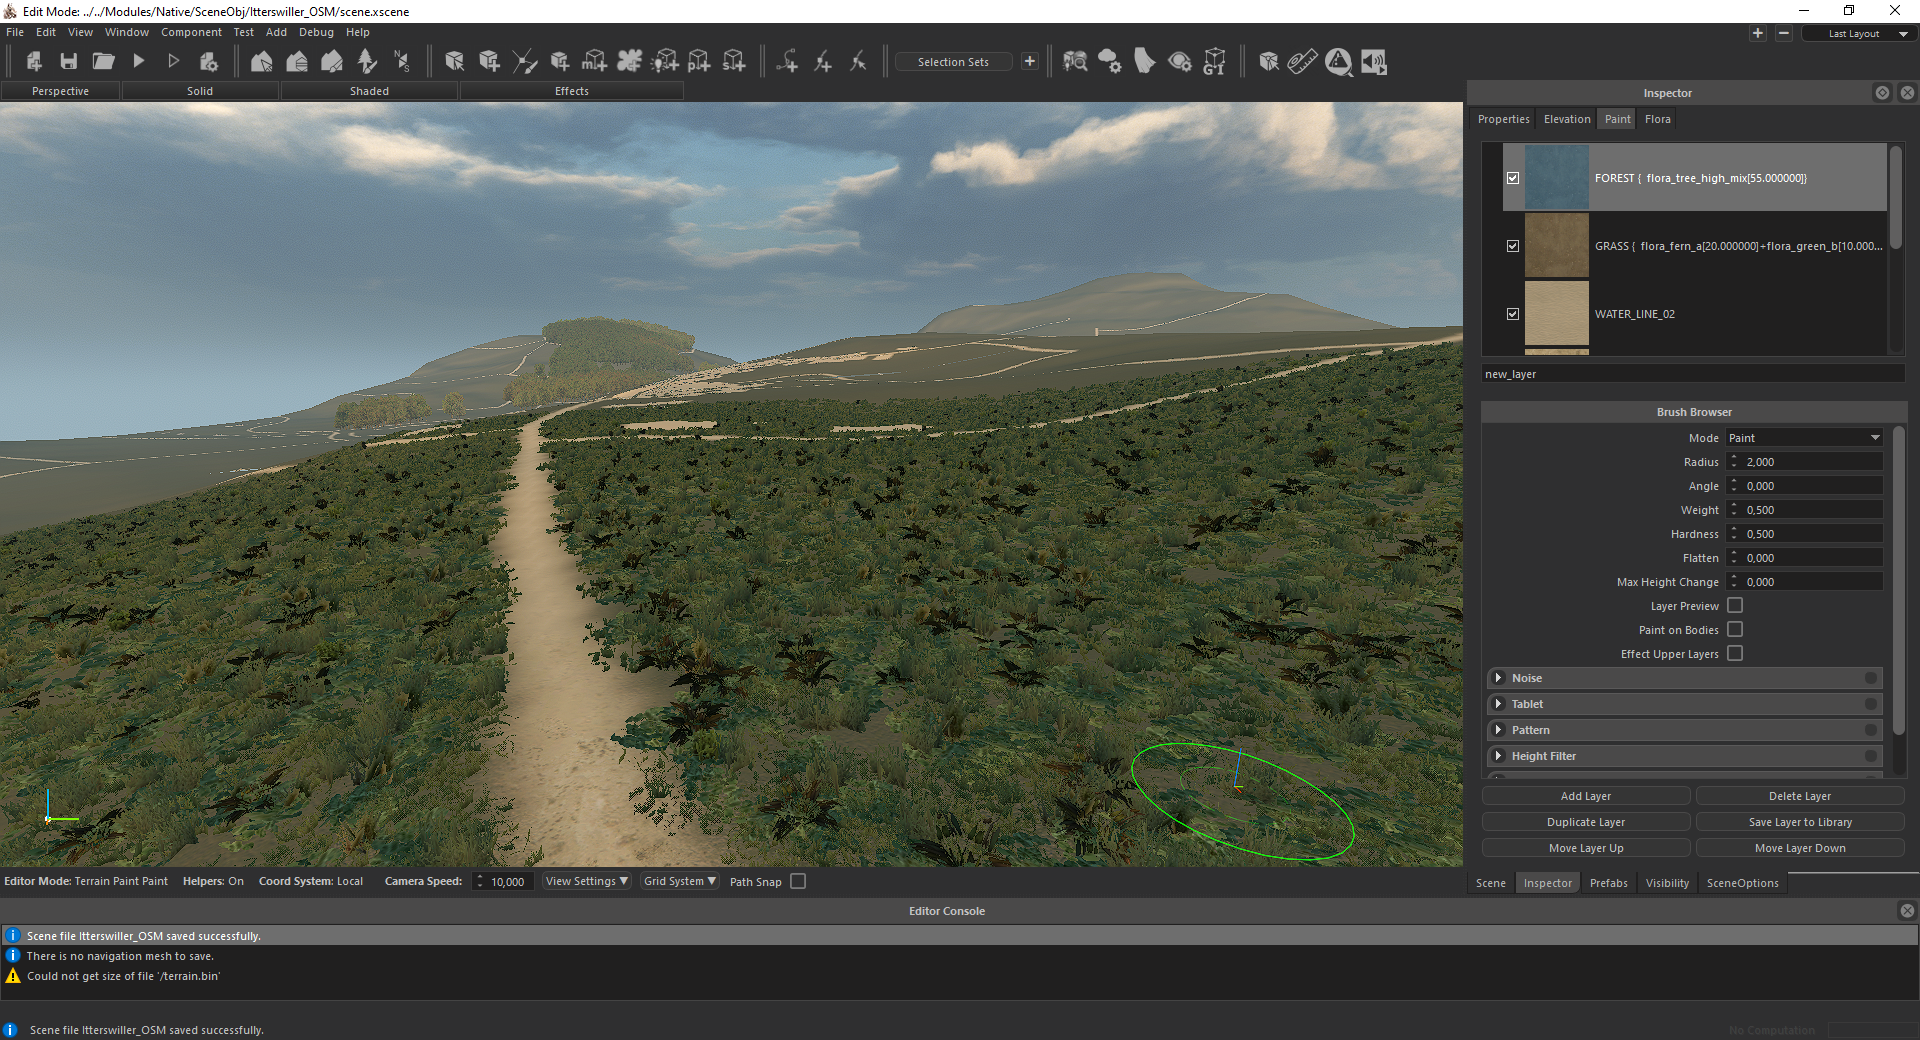 Edit Mode: ../../Modules/Native/SceneObj/Itterswiller_OSM/scene.xscene
File Edit View Window Component Test Add Debug Help
Last Layout
N
S
m
p
s
Selection Sets
GT
Perspective Solid Shaded Effects
Inspector
Properties Elevation Paint Flora
FOREST { flora_tree_high_mix[55.000000]}
GRASS { flora_fern_a[20.000000]+flora_green_b[10.000...
WATER_LINE_02
new_layer
Brush Browser
Mode Paint
Radius 2,000
Angle 0,000
Weight 0,500
Hardness 0,500
Flatten 0,000
Max Height Change 0,000
Layer Preview
Paint on Bodies
Effect Upper Layers
Noise
Tablet
Pattern
Height Filter
Add Layer Delete Layer
Duplicate Layer Save Layer to Library
Move Layer Up Move Layer Down
Editor Mode: Terrain Paint Paint Helpers: On Coord System: Local Camera Speed: 10,000 View Settings Grid System Path Snap
Scene Inspector Prefabs Visibility SceneOptions
Editor Console
Scene file Itterswiller_OSM saved successfully.
There is no navigation mesh to save.
Could not get size of file '/terrain.bin'
Scene file Itterswiller_OSM saved successfully.
No Computation